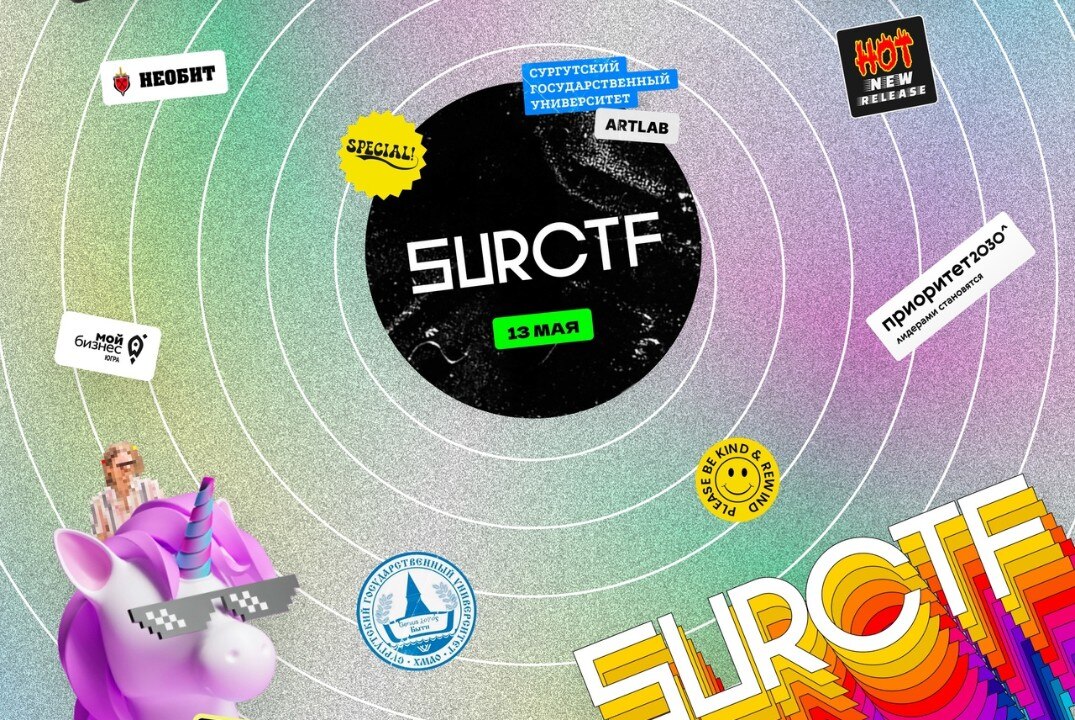 НЕОБИТ
СУРГУТСКИЙ
ГОСУДАРСТВЕННЫЙ
УНИВЕРСИТЕТ
ARTLAB
HOT
NEW
RELEASE
SPECIAL!
SURCTF
13 МАЯ
приоритет2030^
лидерами становятся
мой
бизнес
ЮГРА
PLEASE BE KIND & REWIND
СУРГУТСКИЙ ГОСУДАРСТВЕННЫЙ УНИВЕРСИТЕТ • ХМАО •
SURCTF